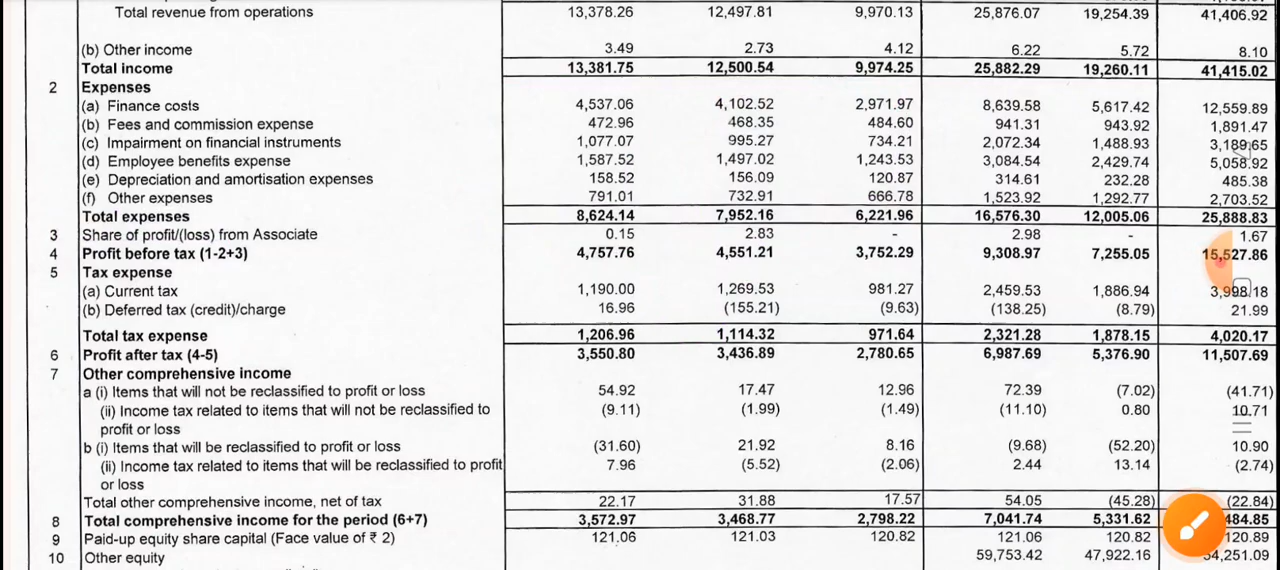 Total revenue from operations 13,378.26 12,497.81 9,970.13 25,876.07 19,254.39 41,406.92
(b) Other income 3.49 2.73 4.12 6.22 5.72 8.10
Total income 13,381.75 12,500.54 9,974.25 25,882.29 19,260.11 41,415.02
2 Expenses
(a) Finance costs 4,537.06 4,102.52 2,971.97 8,639.58 5,617.42 12,559.89
(b) Fees and commission expense 472.96 468.35 484.60 941.31 943.92 1,891.47
(c) Impairment on financial instruments 1,077.07 995.27 734.21 2,072.34 1,488.93 3,189.65
(d) Employee benefits expense 1,587.52 1,497.02 1,243.53 3,084.54 2,429.74 5,058.92
(e) Depreciation and amortisation expenses 158.52 156.09 120.87 314.61 232.28 485.38
(f) Other expenses 791.01 732.91 666.78 1,523.92 1,292.77 2,703.52
Total expenses 8,624.14 7,952.16 6,221.96 16,576.30 12,005.06 25,888.83
3 Share of profit/(loss) from Associate 0.15 2.83 - 2.98 - 1.67
4 Profit before tax (1-2+3) 4,757.76 4,551.21 3,752.29 9,308.97 7,255.05 15,527.86
5 Tax expense
(a) Current tax 1,190.00 1,269.53 981.27 2,459.53 1,886.94 3,998.18
(b) Deferred tax (credit)/charge 16.96 (155.21) (9.63) (138.25) (8.79) 21.99
Total tax expense 1,206.96 1,114.32 971.64 2,321.28 1,878.15 4,020.17
6 Profit after tax (4-5) 3,550.80 3,436.89 2,780.65 6,987.69 5,376.90 11,507.69
7 Other comprehensive income
a (i) Items that will not be reclassified to profit or loss 54.92 17.47 12.96 72.39 (7.02) (41.71)
(ii) Income tax related to items that will not be reclassified to (9.11) (1.99) (1.49) (11.10) 0.80 10.71
profit or loss
b (i) Items that will be reclassified to profit or loss (31.60) 21.92 8.16 (9.68) (52.20) 10.90
(ii) Income tax related to items that will be reclassified to profit 7.96 (5.52) (2.06) 2.44 13.14 (2.74)
or loss
Total other comprehensive income, net of tax 22.17 31.88 17.57 54.05 (45.28) (22.84)
8 Total comprehensive income for the period (6+7) 3,572.97 3,468.77 2,798.22 7,041.74 5,331.62 484.85
9 Paid-up equity share capital (Face value of ₹ 2) 121.06 121.03 120.82 121.06 120.82 120.89
10 Other equity 59,753.42 47,922.16 4,251.09